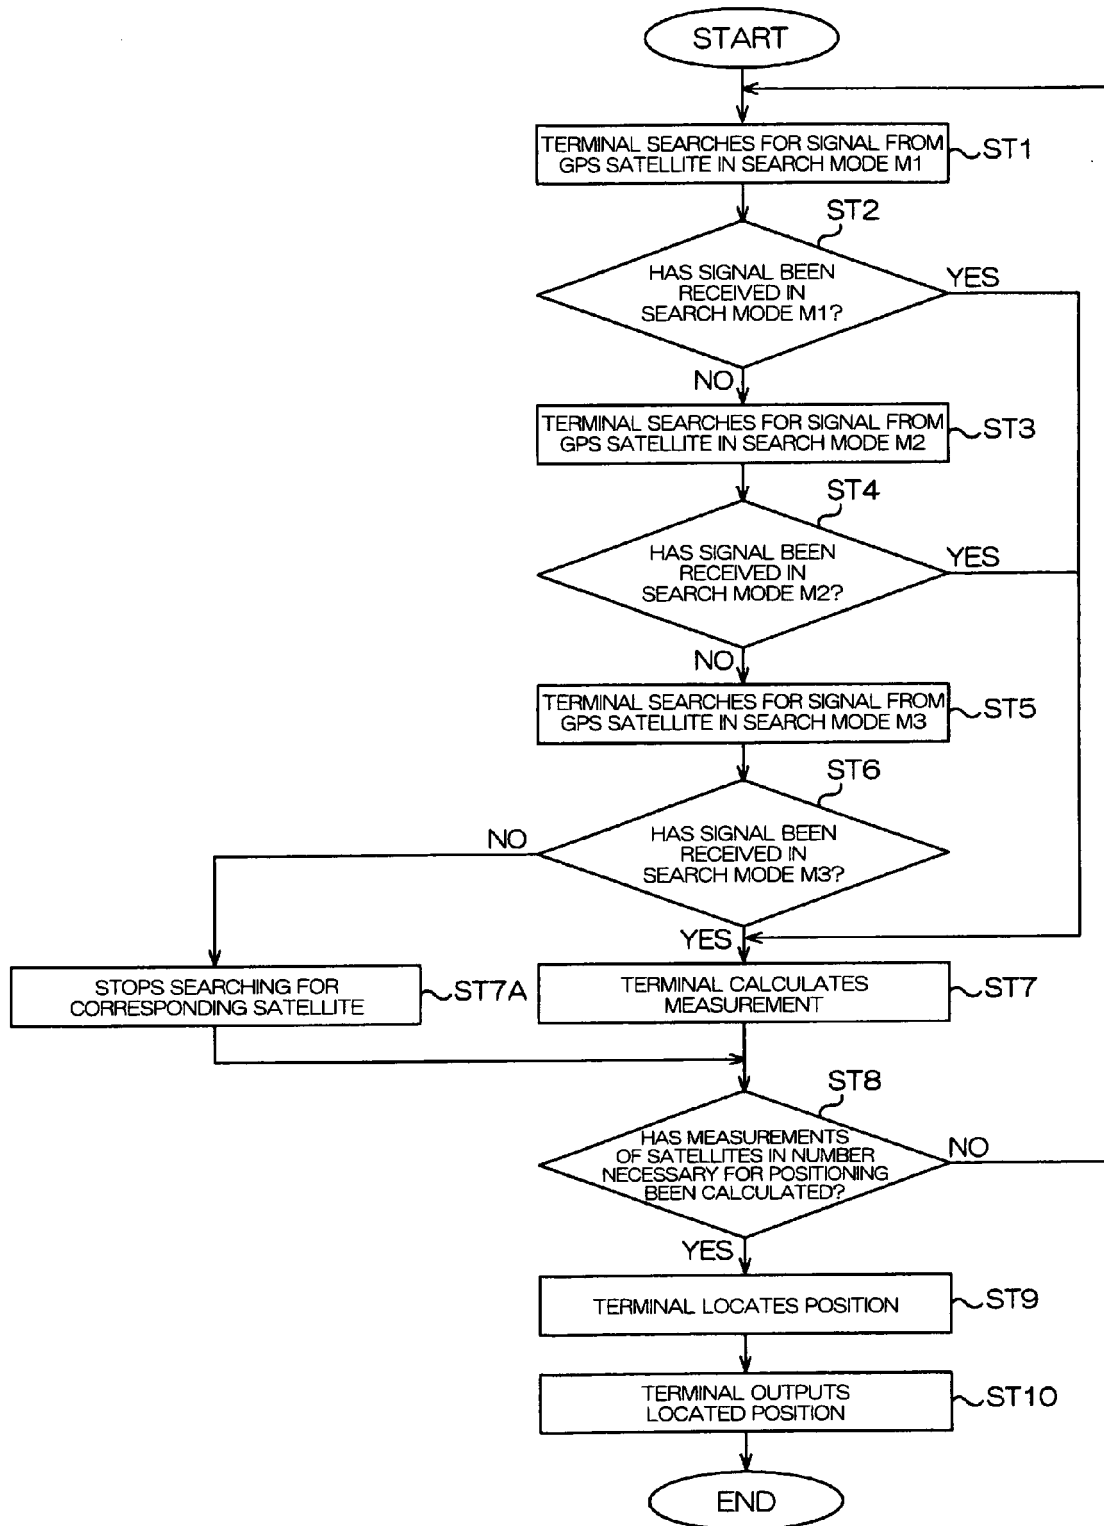 START
TERMINAL SEARCHES FOR SIGNAL FROM
GPS SATELLITE IN SEARCH MODE M1
ST1
ST2
HAS SIGNAL BEEN
RECEIVED IN
SEARCH MODE M1?
YES
NO
TERMINAL SEARCHES FOR SIGNAL FROM
GPS SATELLITE IN SEARCH MODE M2
ST3
ST4
HAS SIGNAL BEEN
RECEIVED IN
SEARCH MODE M2?
YES
NO
TERMINAL SEARCHES FOR SIGNAL FROM
GPS SATELLITE IN SEARCH MODE M3
ST5
ST6
HAS SIGNAL BEEN
RECEIVED IN
SEARCH MODE M3?
NO
YES
STOPS SEARCHING FOR
CORRESPONDING SATELLITE
ST7A
TERMINAL CALCULATES
MEASUREMENT
ST7
ST8
HAS MEASUREMENTS
OF SATELLITES IN NUMBER
NECESSARY FOR POSITIONING
BEEN CALCULATED?
NO
YES
TERMINAL LOCATES POSITION
ST9
TERMINAL OUTPUTS
LOCATED POSITION
ST10
END